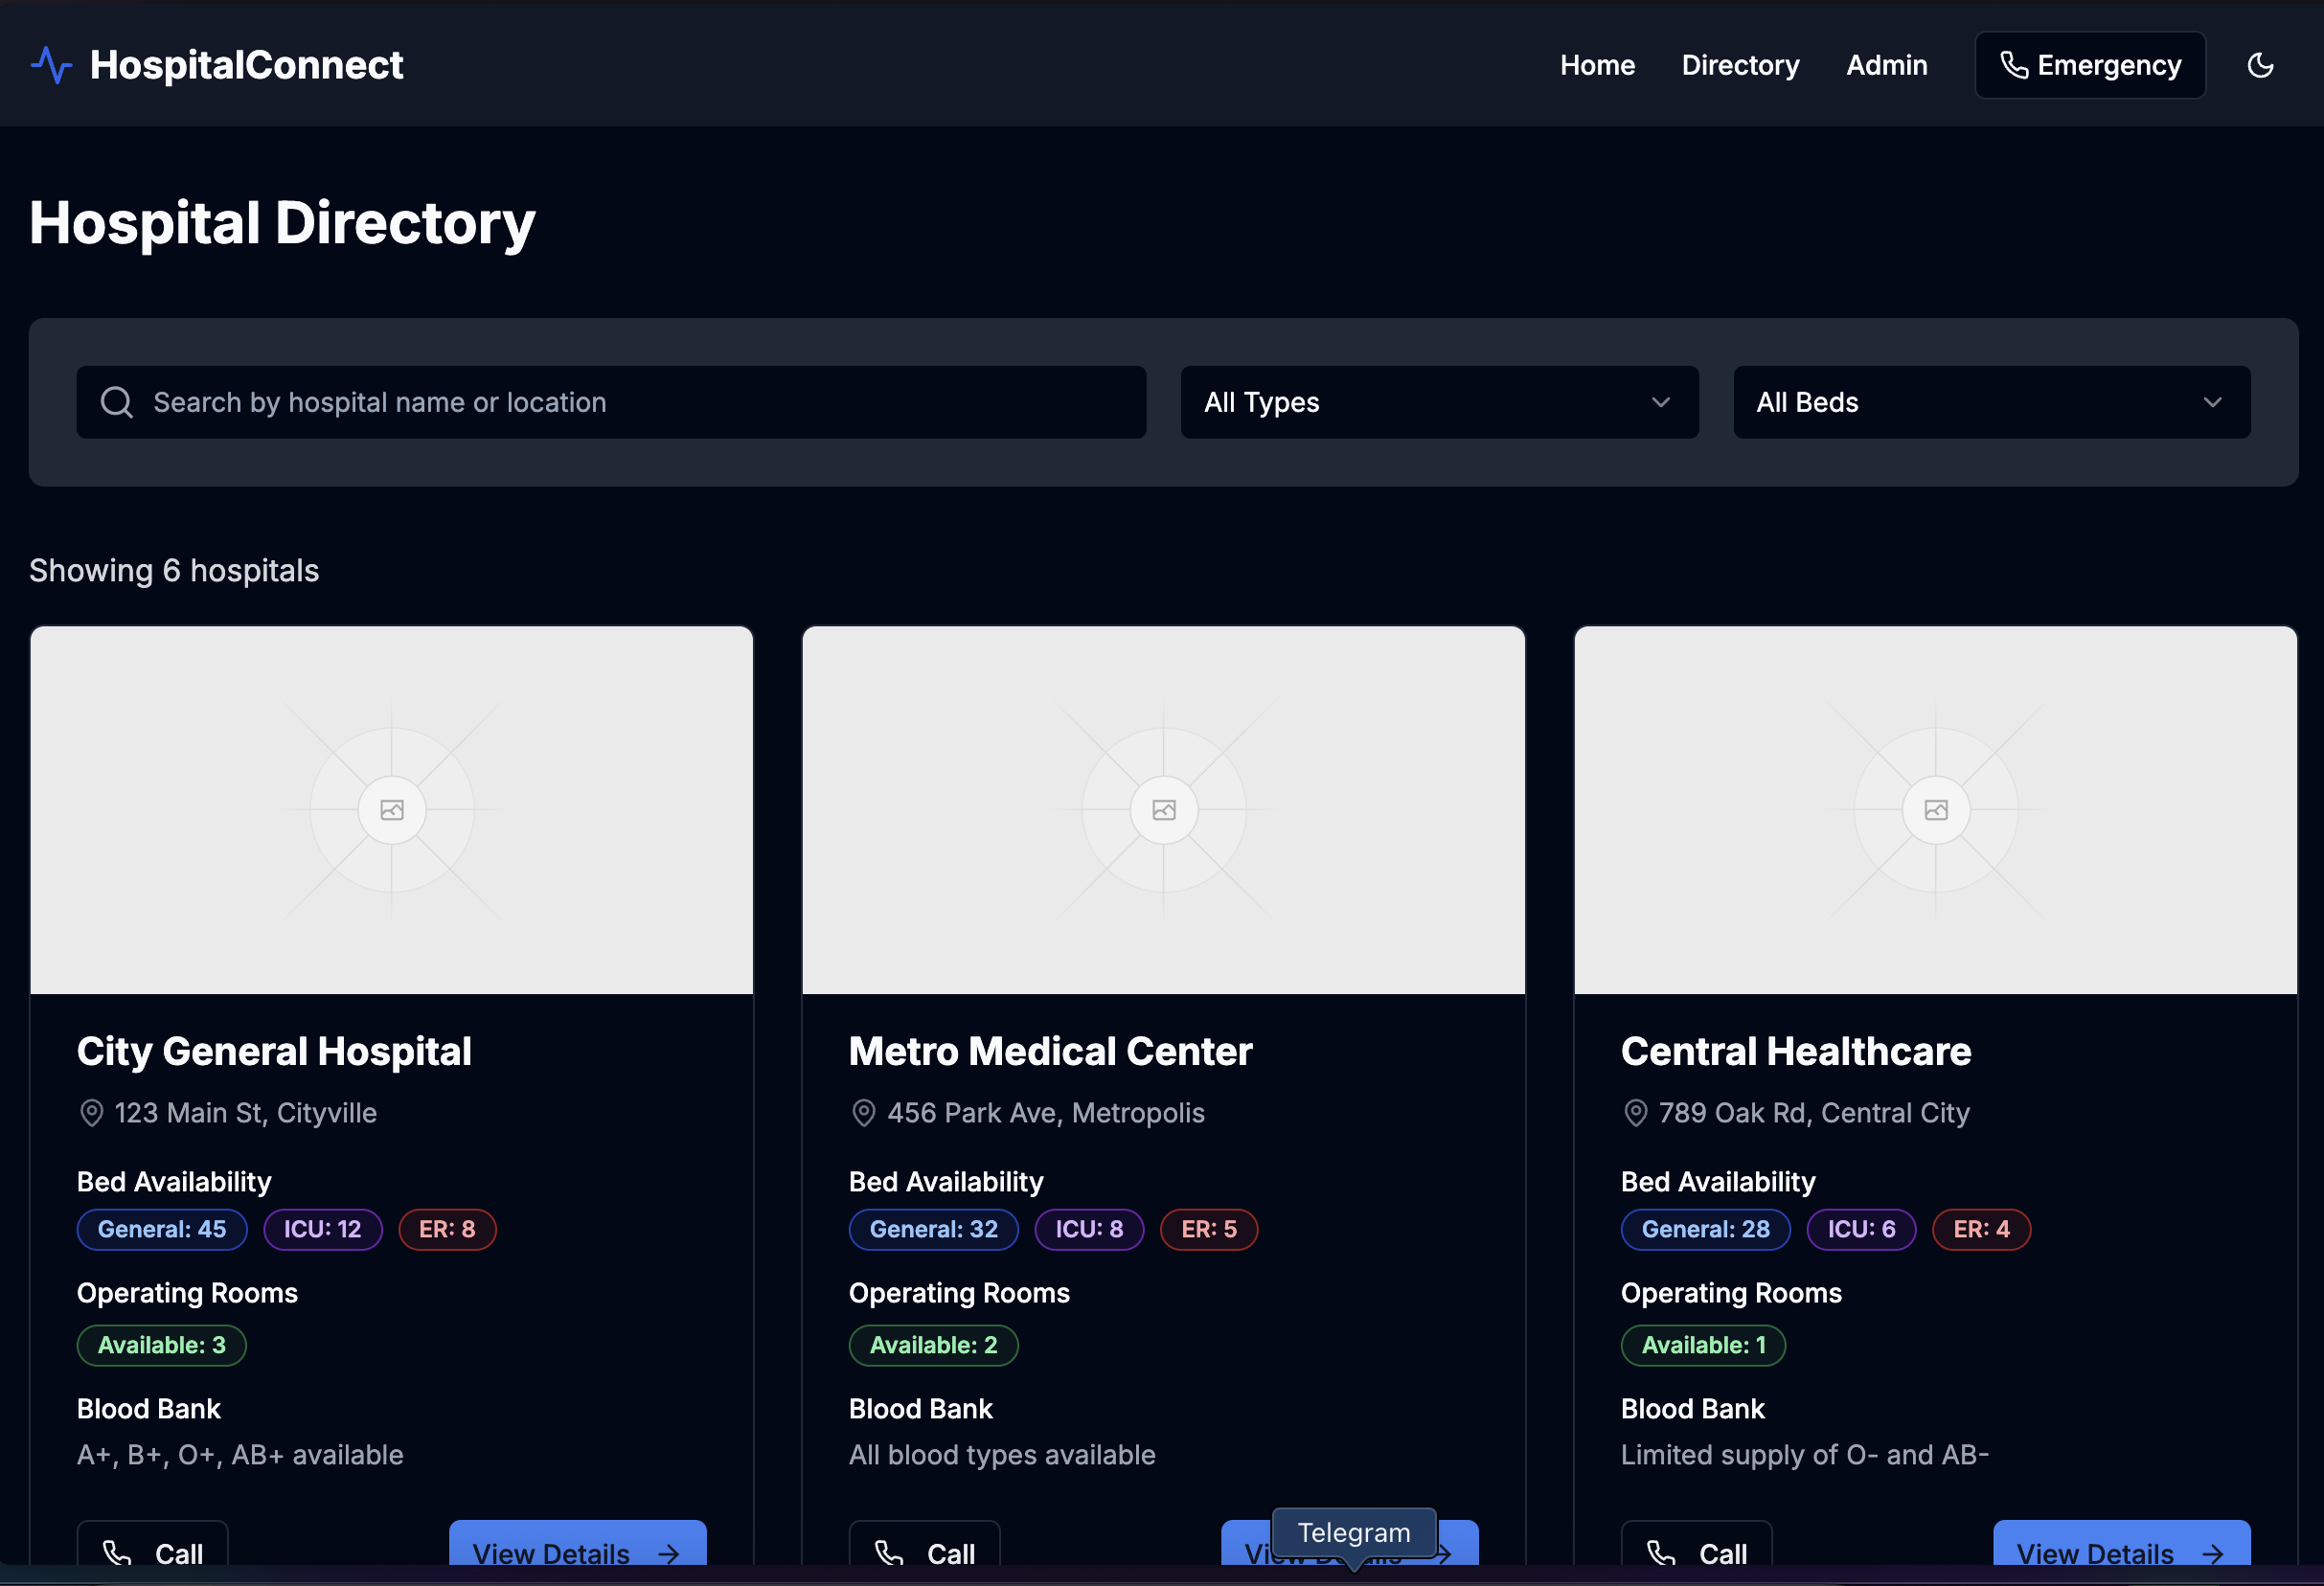 HospitalConnect
Home Directory Admin Emergency
Hospital Directory
Search by hospital name or location
All Types
All Beds
Showing 6 hospitals
City General Hospital
123 Main St, Cityville
Bed Availability
General: 45 ICU: 12 ER: 8
Operating Rooms
Available: 3
Blood Bank
A+, B+, O+, AB+ available
Call View Details
Metro Medical Center
456 Park Ave, Metropolis
Bed Availability
General: 32 ICU: 8 ER: 5
Operating Rooms
Available: 2
Blood Bank
All blood types available
Call View Details
Telegram
Central Healthcare
789 Oak Rd, Central City
Bed Availability
General: 28 ICU: 6 ER: 4
Operating Rooms
Available: 1
Blood Bank
Limited supply of O- and AB-
Call View Details